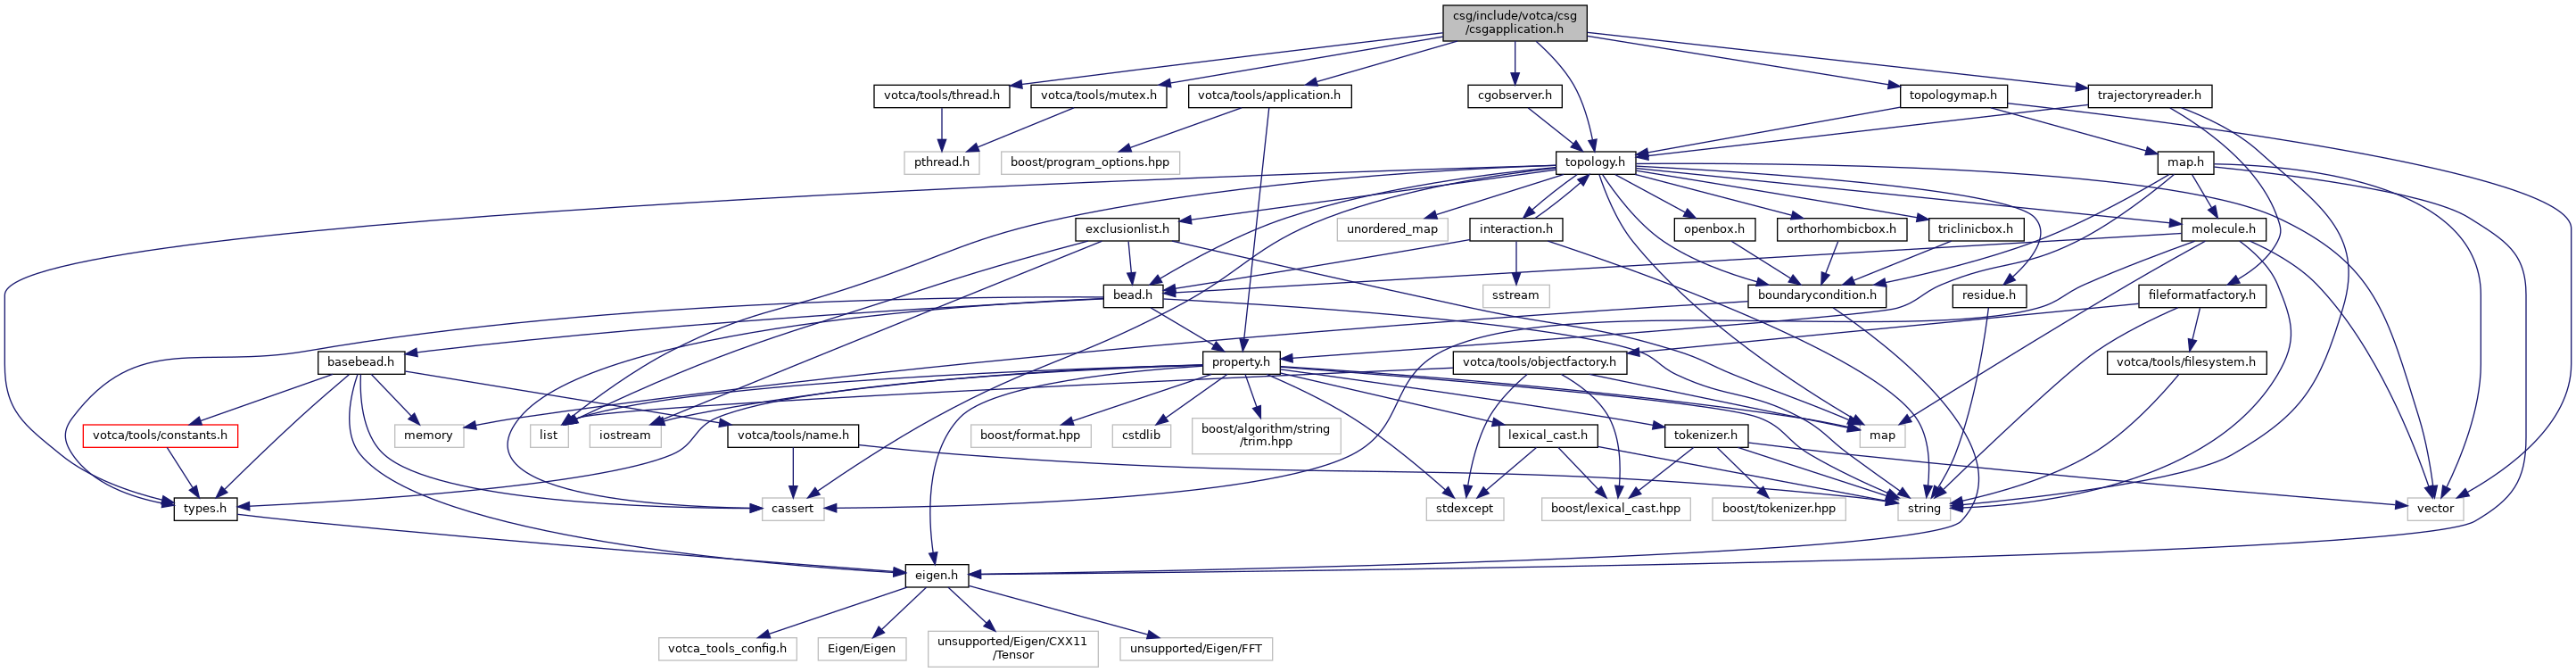 csg/include/votca/csg
/csgapplication.h
votca/tools/thread.h
votca/tools/mutex.h
votca/tools/application.h
cgobserver.h
topologymap.h
trajectoryreader.h
pthread.h
boost/program_options.hpp
topology.h
map.h
exclusionlist.h
unordered_map
interaction.h
openbox.h
orthorhombicbox.h
triclinicbox.h
molecule.h
bead.h
sstream
boundarycondition.h
residue.h
fileformatfactory.h
basebead.h
property.h
votca/tools/objectfactory.h
votca/tools/filesystem.h
votca/tools/constants.h
memory
list
iostream
votca/tools/name.h
boost/format.hpp
cstdlib
boost/algorithm/string
/trim.hpp
lexical_cast.h
tokenizer.h
map
types.h
cassert
stdexcept
boost/lexical_cast.hpp
boost/tokenizer.hpp
string
vector
eigen.h
votca_tools_config.h
Eigen/Eigen
unsupported/Eigen/CXX11
/Tensor
unsupported/Eigen/FFT